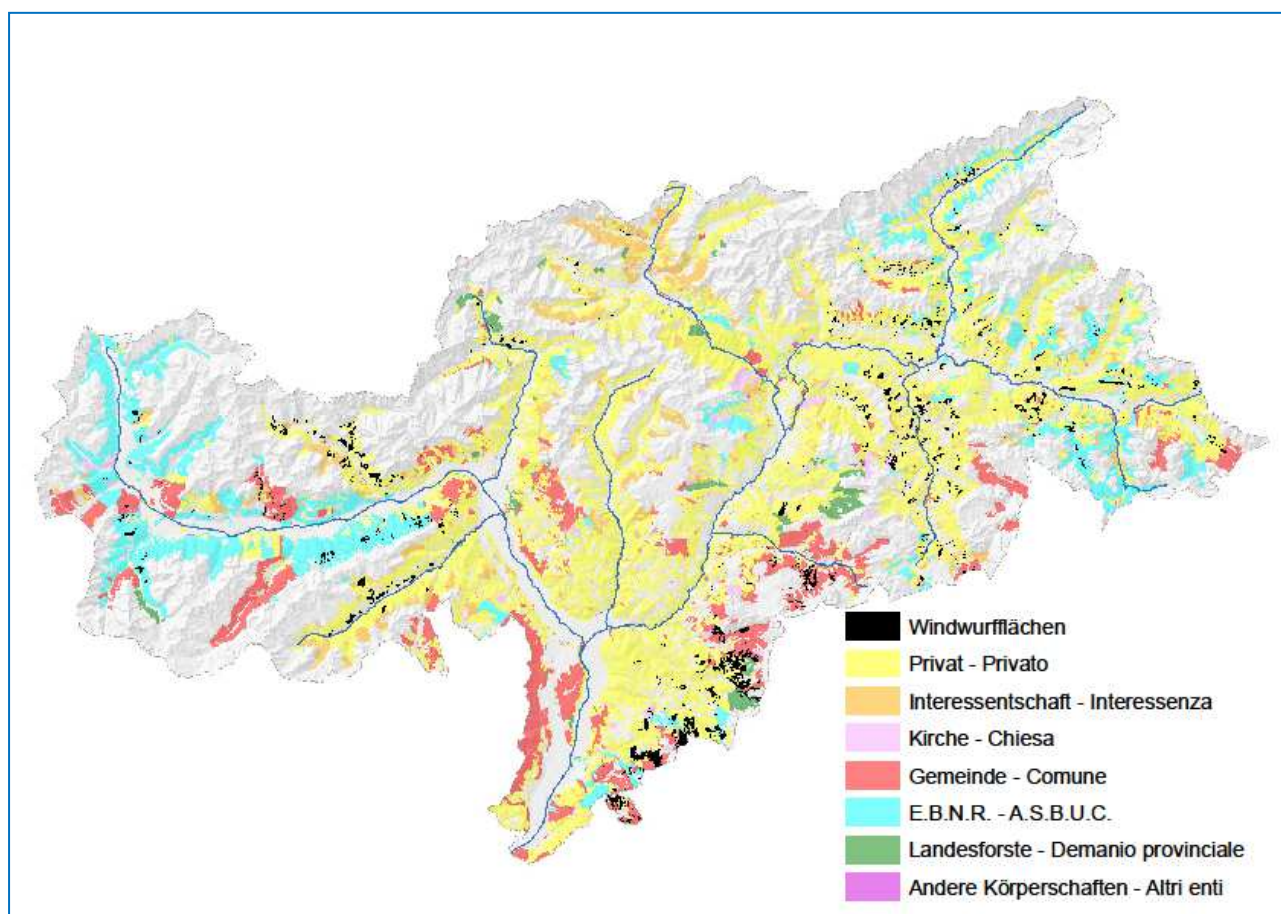 Windwurfflächen
Privat - Privato
Interessentschaft - Interessenza
Kirche - Chiesa
Gemeinde - Comune
E.B.N.R. - A.S.B.U.C.
Landesforste - Demanio provinciale
Andere Körperschaften - Altri enti